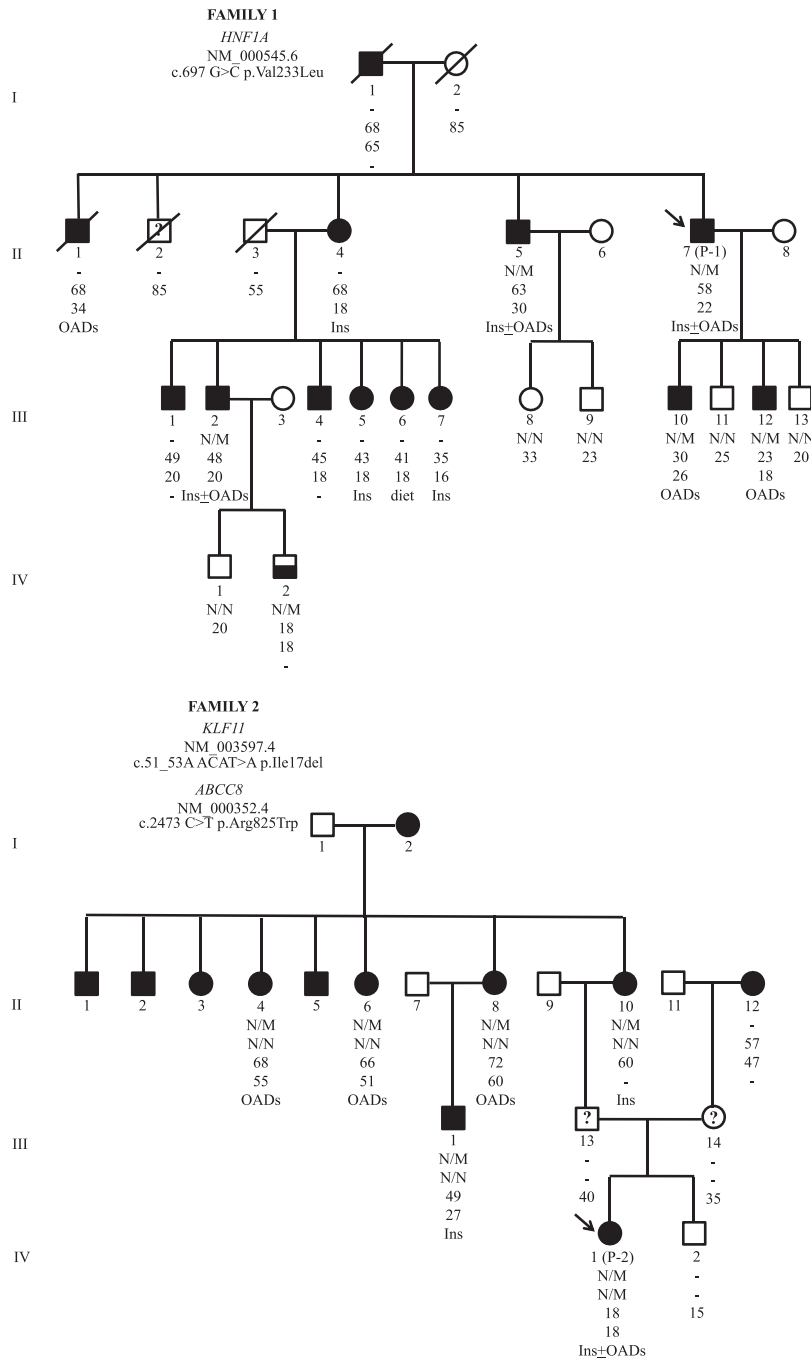 FAMILY 1
HNF1A
NM_000545.6
c.697 G>C p.Val233Leu
I
1 2
- -
68 85
65
-
?
II
1 2 3 4 5 6 7 (P-1) 8
- - - - N/M N/M
68 85 55 68 63 58
34 18 30 22
OADs Ins Ins±OADs Ins±OADs
III
1 2 3 4 5 6 7 8 9 10 11 12 13
- N/M - - - - N/N N/N N/M N/N N/M N/N
49 48 45 43 41 35 33 23 30 25 23 20
20 20 18 18 18 16 26 18
- Ins±OADs - Ins diet Ins OADs OADs
IV
1 2
N/N N/M
20 18
18
-
FAMILY 2
KLF11
NM_003597.4
c.51_53A ACAT>A p.Ile17del
ABCC8
NM_000352.4
c.2473 C>T p.Arg825Trp
I
1 2
II
1 2 3 4 5 6 7 8 9 10 11 12
N/M N/M N/M N/M -
N/N N/N N/N N/N 57
68 66 72 60 47
55 51 60 - -
OADs OADs OADs Ins
? ?
III
1 13 14
N/M - -
N/N - -
49 40 35
27
Ins
IV
1 (P-2) 2
N/M -
N/M -
18 15
18
Ins±OADs